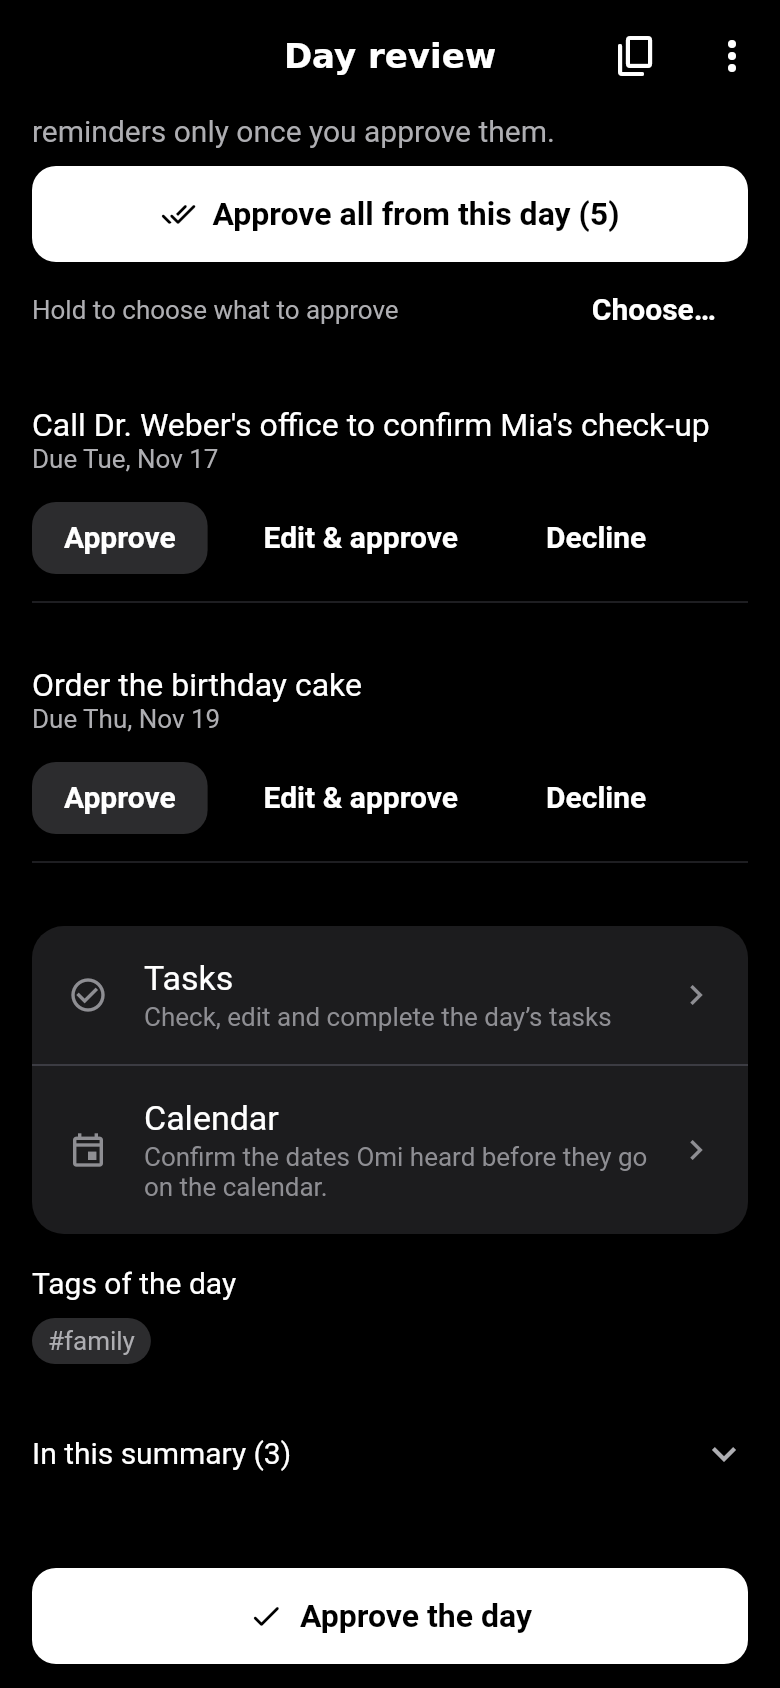 Day review
reminders only once you approve them.
Approve all from this day (5)
Hold to choose what to approve
Choose…
Call Dr. Weber's office to confirm Mia's check-up
Due Tue, Nov 17
Approve
Edit & approve
Decline
Order the birthday cake
Due Thu, Nov 19
Approve
Edit & approve
Decline
Tasks
Check, edit and complete the day’s tasks
Calendar
Confirm the dates Omi heard before they go
on the calendar.
Tags of the day
#family
In this summary (3)
Approve the day